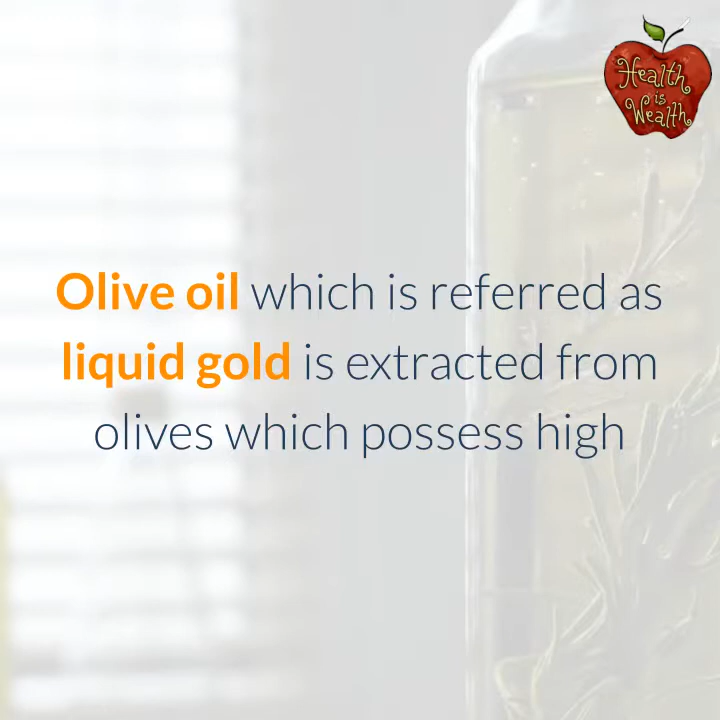 Health
is
Wealth
Olive oil which is referred as
liquid gold is extracted from
olives which possess high